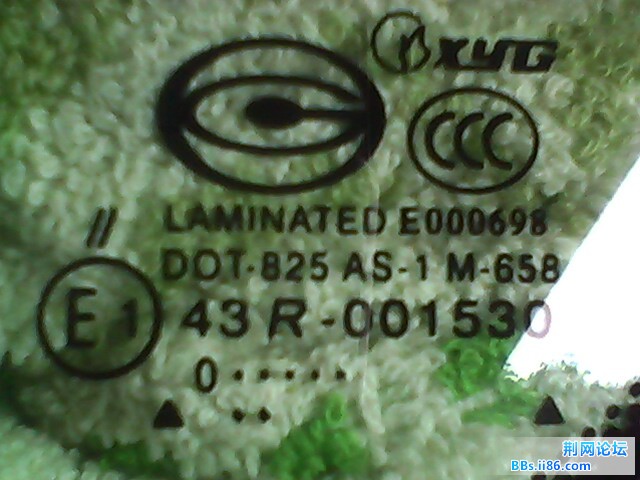 XYG
CCC
LAMINATED E000698
//
DOT-825 AS-1 M-658
E1 43 R-001530
0 •••••
••
荆网论坛
BBs.ii86.com